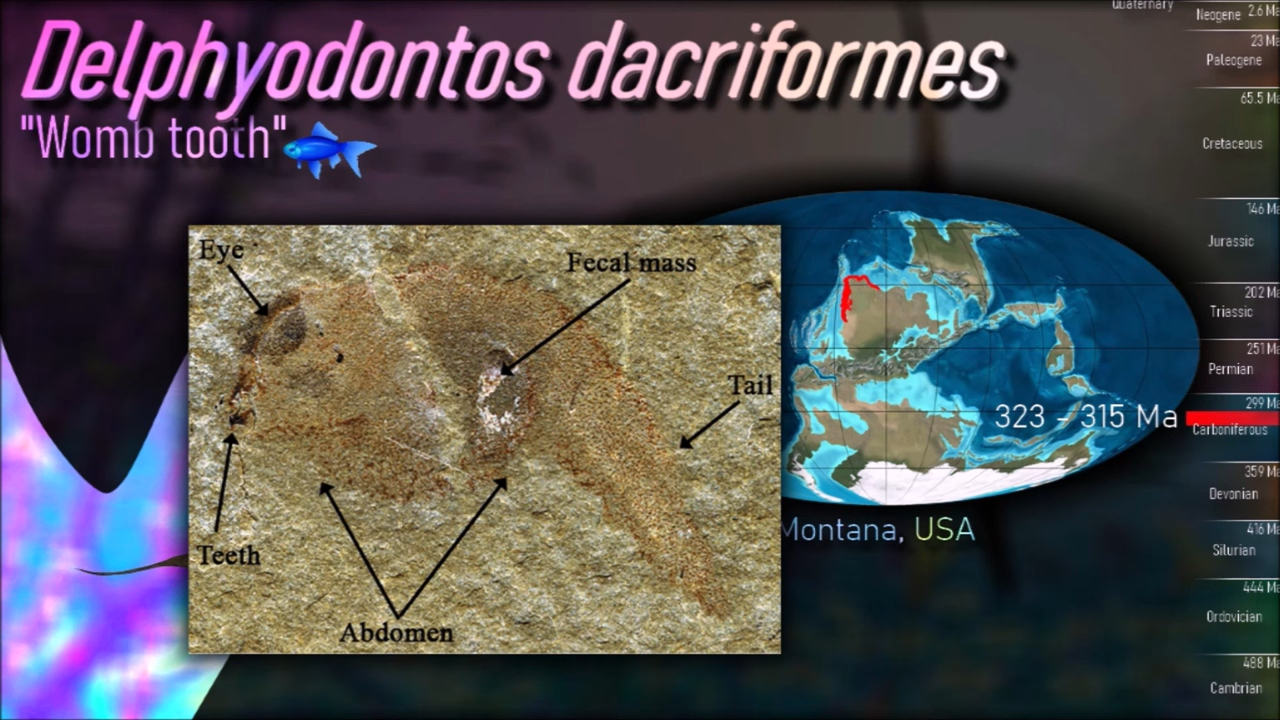 Delphyodontos dacriformes
"Womb tooth"
Eye
Fecal mass
Tail
Teeth
Abdomen
323 - 315 Ma
Montana, USA
Quaternary
2.6 Ma
Neogene
23 Ma
Paleogene
65.5 Ma
Cretaceous
146 Ma
Jurassic
202 Ma
Triassic
251 Ma
Permian
299 Ma
Carboniferous
359 Ma
Devonian
416 Ma
Silurian
444 Ma
Ordovician
488 Ma
Cambrian